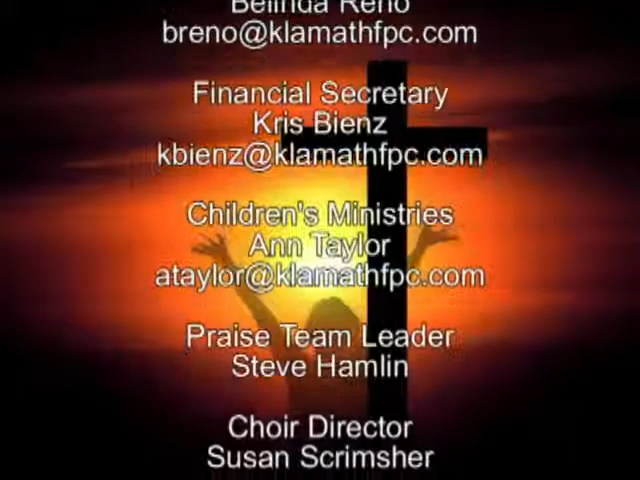 Belinda Reno
breno@klamathfpc.com
Financial Secretary
Kris Bienz
kbienz@klamathfpc.com
Children's Ministries
Ann Taylor
ataylor@klamathfpc.com
Praise Team Leader
Steve Hamlin
Choir Director
Susan Scrimsher